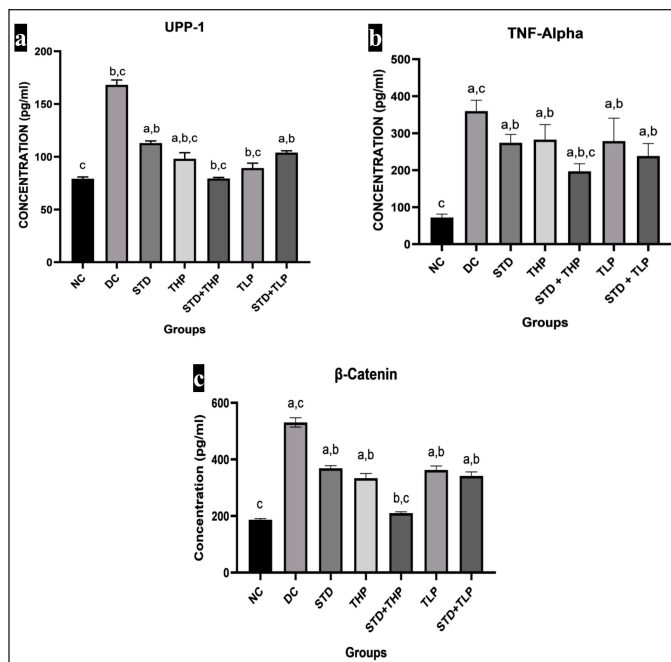 a
UPP-1
CONCENTRATION (pg/ml)
200
150
100
50
0
c
b,c
a,b
a,b,c
b,c
b,c
a,b
NC
DC
STD
THP
STD+THP
TLP
STD+TLP
Groups
b
TNF-Alpha
CONCENTRATION (pg/ml)
500
400
300
200
100
0
c
a,c
a,b
a,b
a,b,c
a,b
a,b
NC
DC
STD
THP
STD + THP
TLP
STD + TLP
Groups
c
β-Catenin
Concentration (pg/ml)
600
400
200
0
c
a,c
a,b
a,b
b,c
a,b
a,b
NC
DC
STD
THP
STD+THP
TLP
STD+TLP
Groups